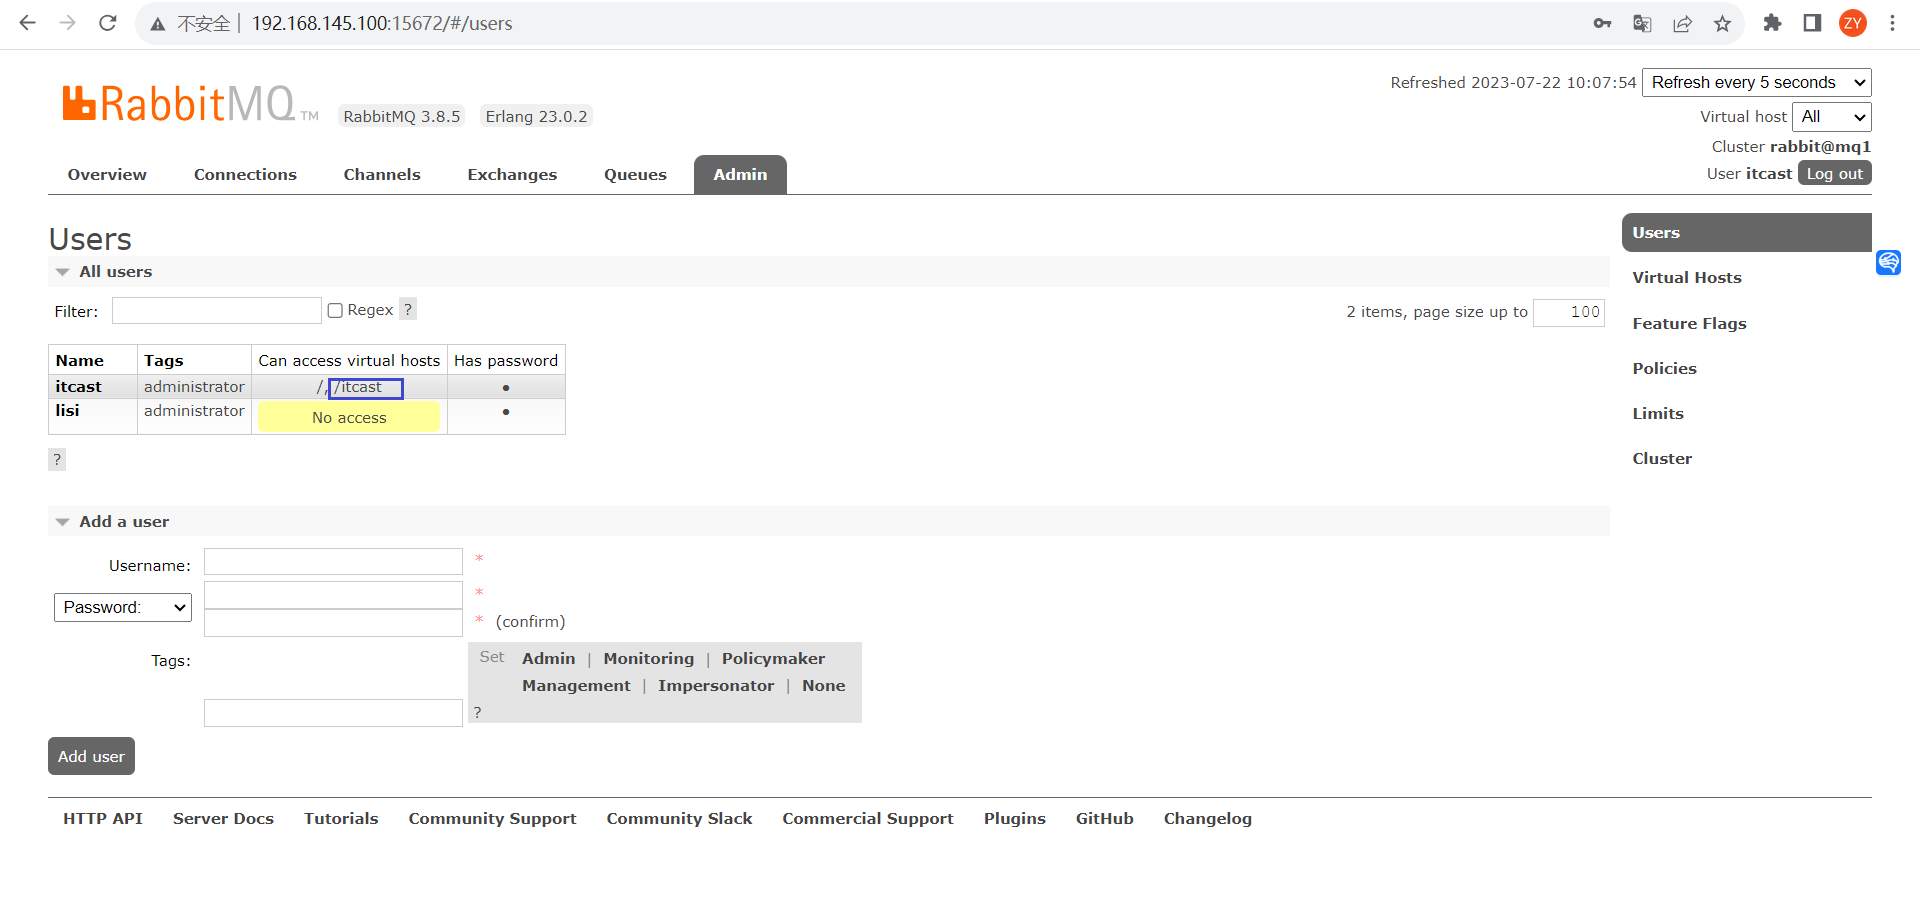 不安全 192.168.145.100:15672/#/users
ZY
RabbitMQ TM RabbitMQ 3.8.5 Erlang 23.0.2
Refreshed 2023-07-22 10:07:54 Refresh every 5 seconds
Virtual host All
Cluster rabbit@mq1
User itcast Log out
Overview Connections Channels Exchanges Queues Admin
Users
All users
Filter: Regex ? 2 items, page size up to 100
Name Tags Can access virtual hosts Has password
itcast administrator /, /itcast ●
lisi administrator No access ●
?
Add a user
Username: *
Password: *
* (confirm)
Tags:
Set Admin | Monitoring | Policymaker
Management | Impersonator | None
?
Add user
Users
Virtual Hosts
Feature Flags
Policies
Limits
Cluster
HTTP API Server Docs Tutorials Community Support Community Slack Commercial Support Plugins GitHub Changelog